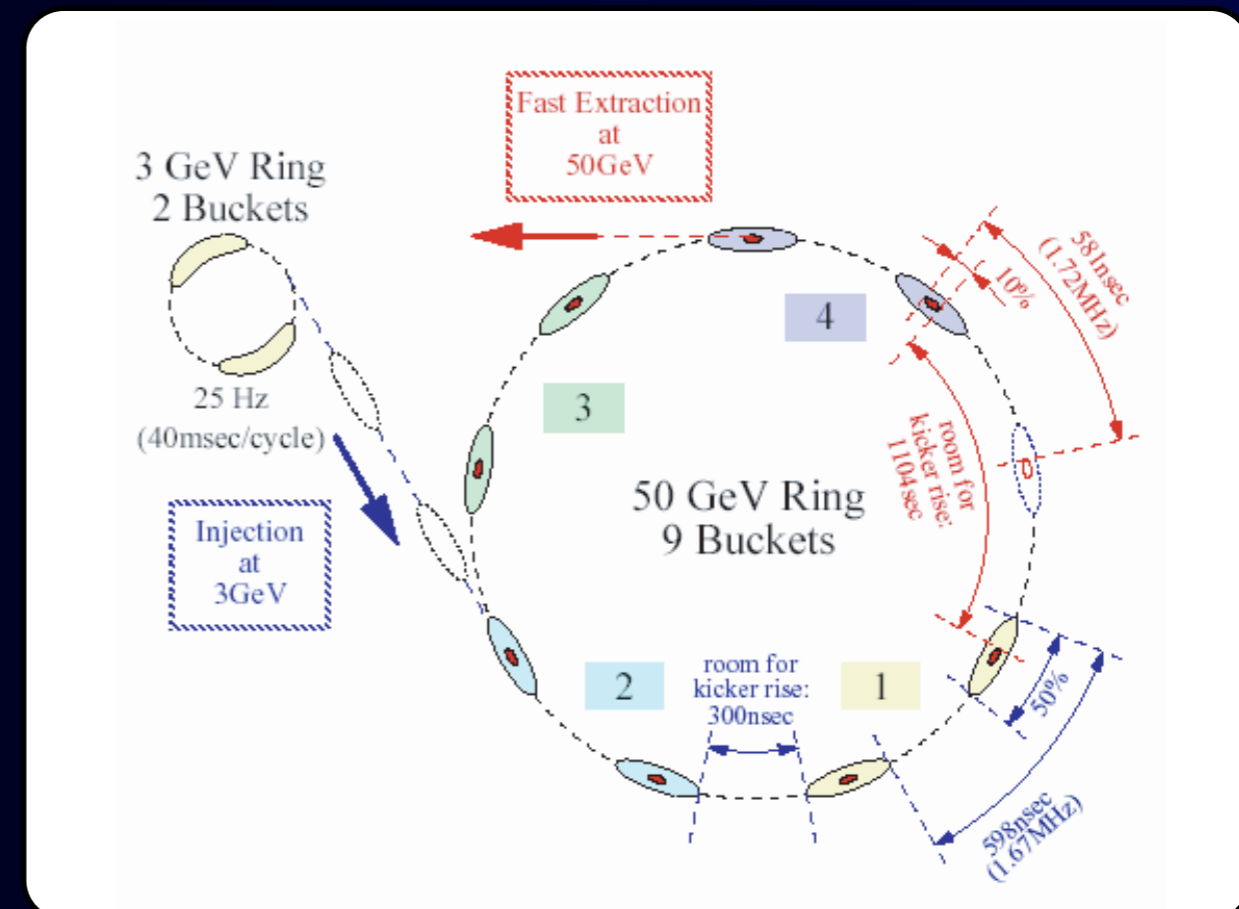 Fast Extraction
at
50GeV
3 GeV Ring
2 Buckets
25 Hz
(40msec/cycle)
Injection
at
3GeV
4
3
50 GeV Ring
9 Buckets
10%
581nsec
(1.72MHz)
room for
kicker rise:
1104sec
2
room for
kicker rise:
300nsec
1
50%
598nsec
(1.67MHz)